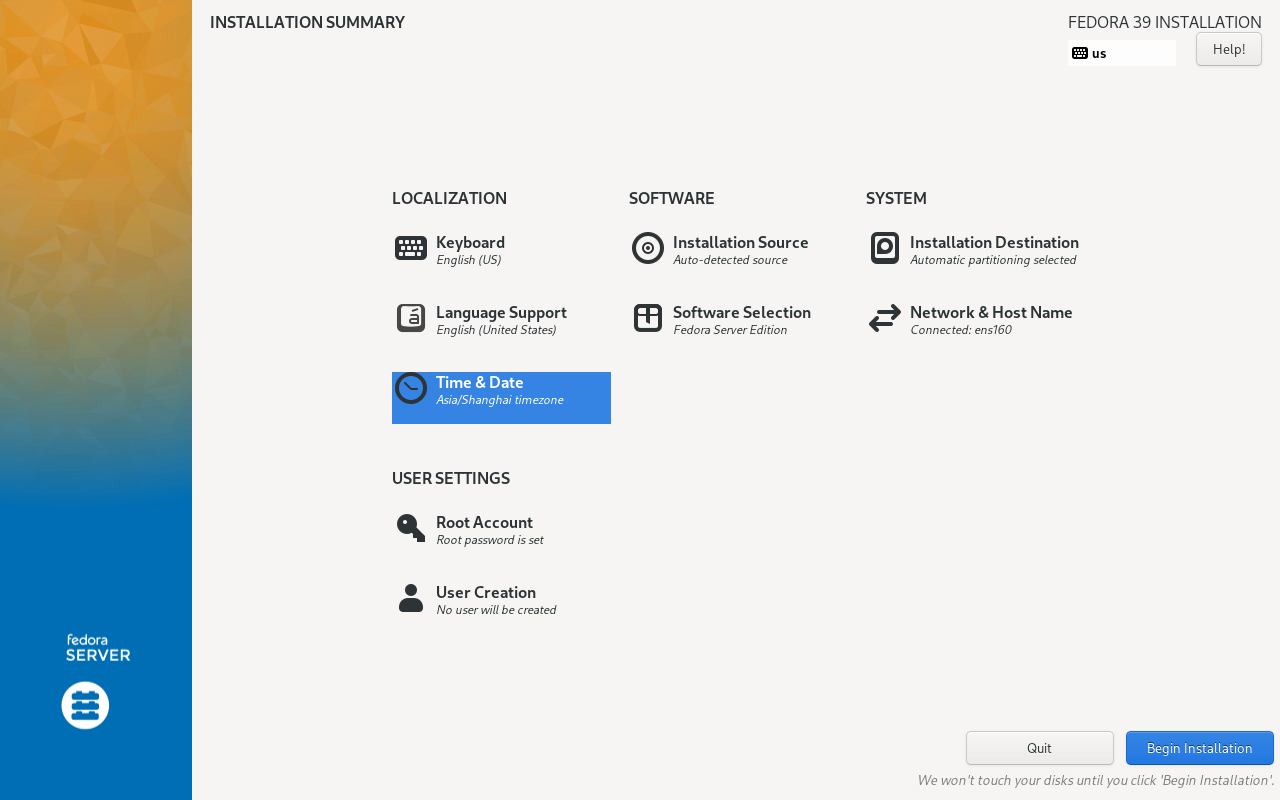 INSTALLATION SUMMARY
FEDORA 39 INSTALLATION
us
Help!
LOCALIZATION
Keyboard
English (US)
Language Support
English (United States)
Time & Date
Asia/Shanghai timezone
SOFTWARE
Installation Source
Auto-detected source
Software Selection
Fedora Server Edition
SYSTEM
Installation Destination
Automatic partitioning selected
Network & Host Name
Connected: ens160
USER SETTINGS
Root Account
Root password is set
User Creation
No user will be created
fedora
SERVER
Quit
Begin Installation
We won't touch your disks until you click 'Begin Installation'.